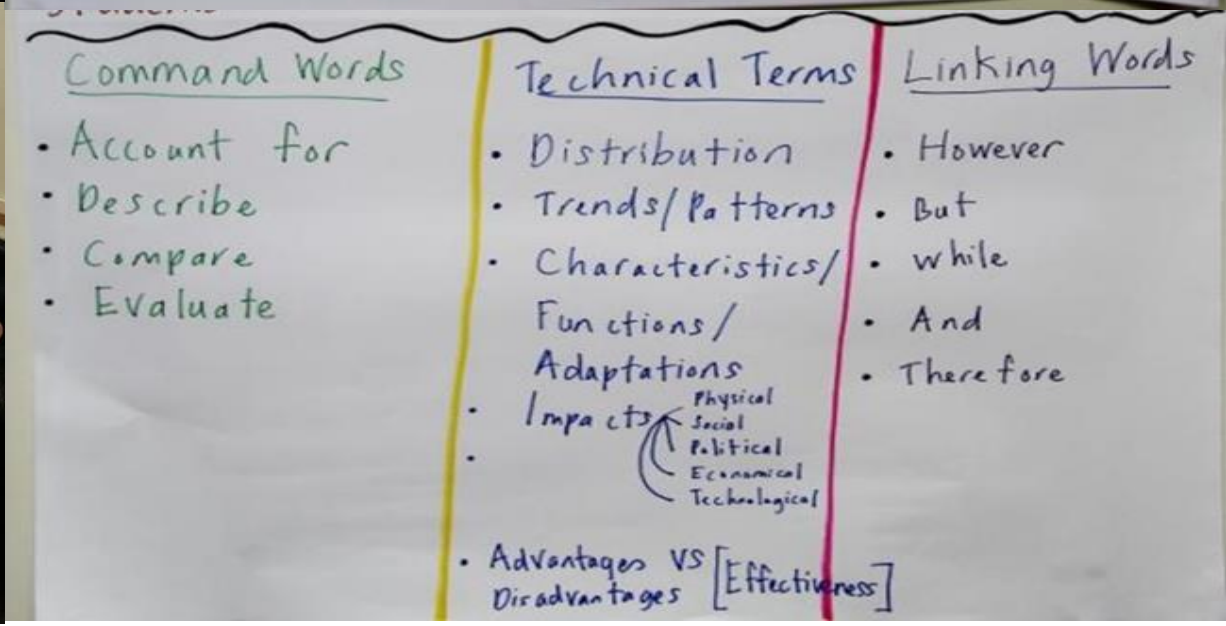 Command Words
• Account for
• Describe
• Compare
• Evaluate
Technical Terms
• Distribution
• Trends/Patterns
• Characteristics/
Functions/
Adaptations
• Impacts
Physical
Social
Political
Economical
Technological
•
• Advantages VS
Disadvantages [Effectiveness]
Linking Words
• However
• But
• while
• And
• Therefore